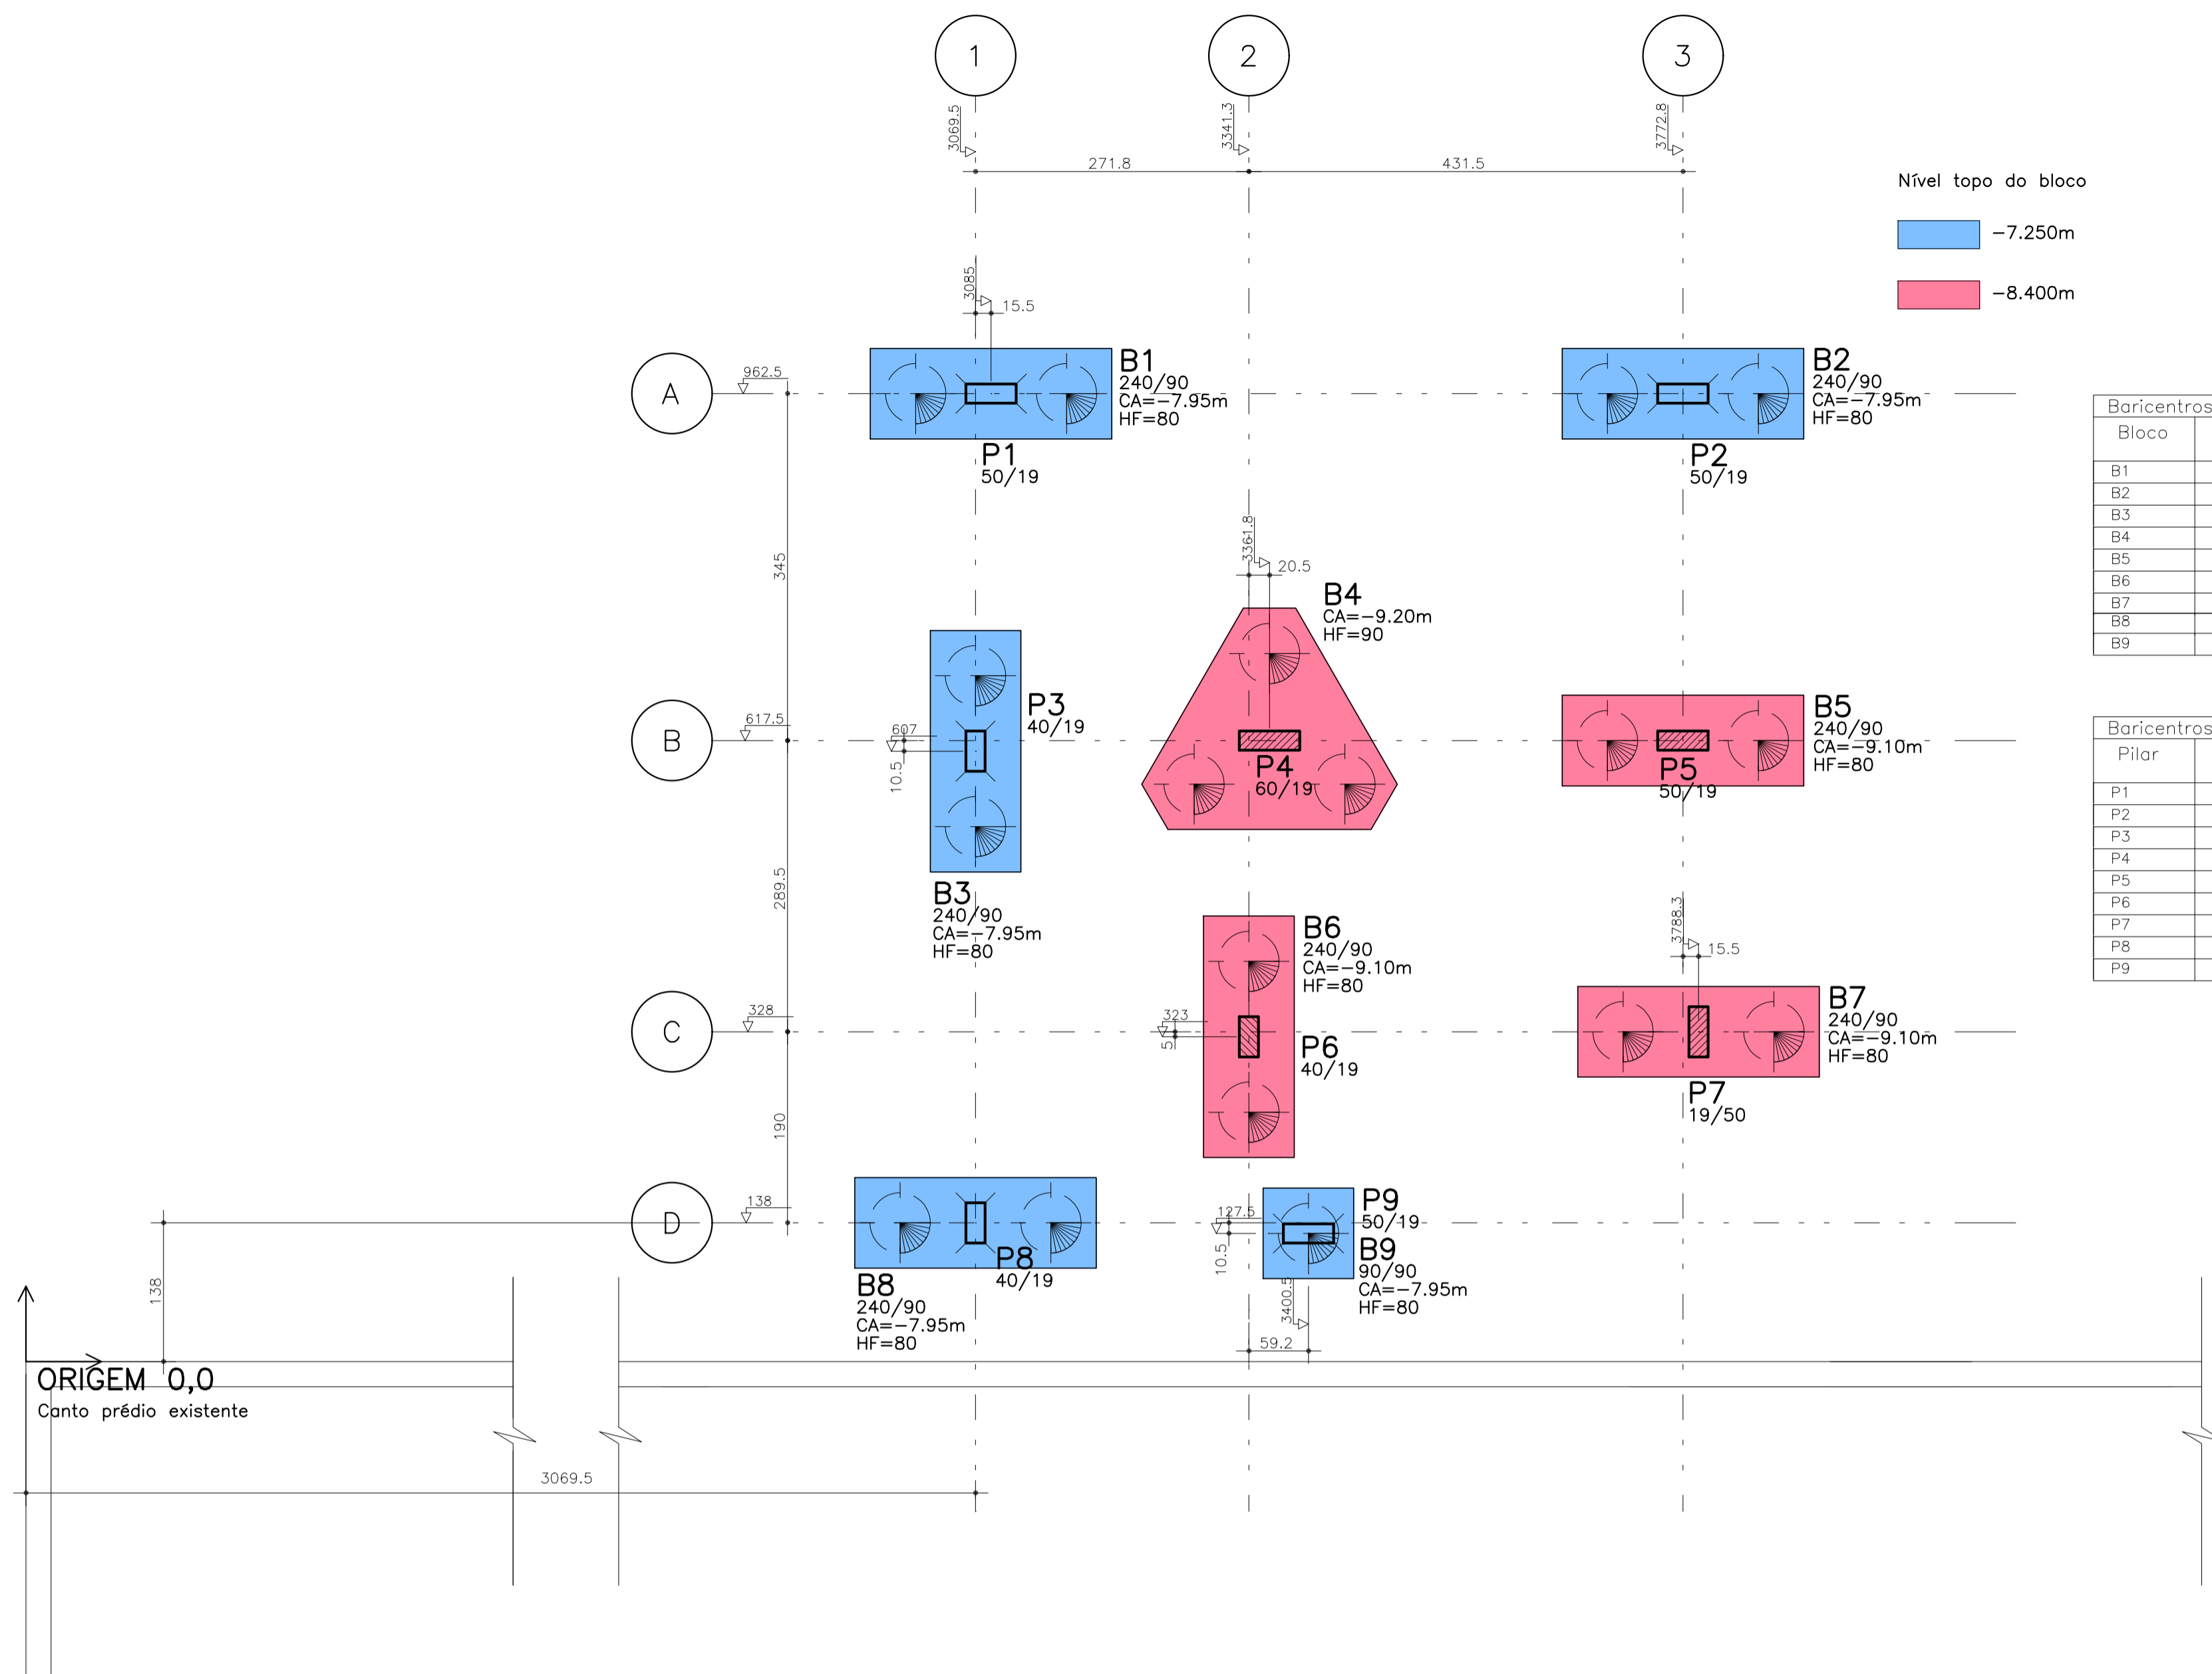 1
2
3
3069.5
3341.3
3772.8
271.8
431.5
Nível topo do bloco
-7.250m
-8.400m
3085
15.5
A
962.5
B1
240/90
CA=-7.95m
HF=80
P1
50/19
B2
240/90
CA=-7.95m
HF=80
P2
50/19
Baricentros
Bloco
B1
B2
B3
B4
B5
B6
B7
B8
B9
345
3361.8
20.5
B4
CA=-9.20m
HF=90
P4
60/19
B
617.5
607
10.5
P3
40/19
B3
240/90
CA=-7.95m
HF=80
B5
240/90
CA=-9.10m
HF=80
P5
50/19
Baricentros
Pilar
P1
P2
P3
P4
P5
P6
P7
P8
P9
289.5
B6
240/90
CA=-9.10m
HF=80
P6
40/19
323
5
C
328
3788.3
15.5
B7
240/90
CA=-9.10m
HF=80
P7
19/50
190
D
138
P8
40/19
B8
240/90
CA=-7.95m
HF=80
127.5
10.5
P9
50/19
B9
90/90
CA=-7.95m
HF=80
3400.5
59.2
138
ORIGEM 0,0
Canto prédio existente
3069.5